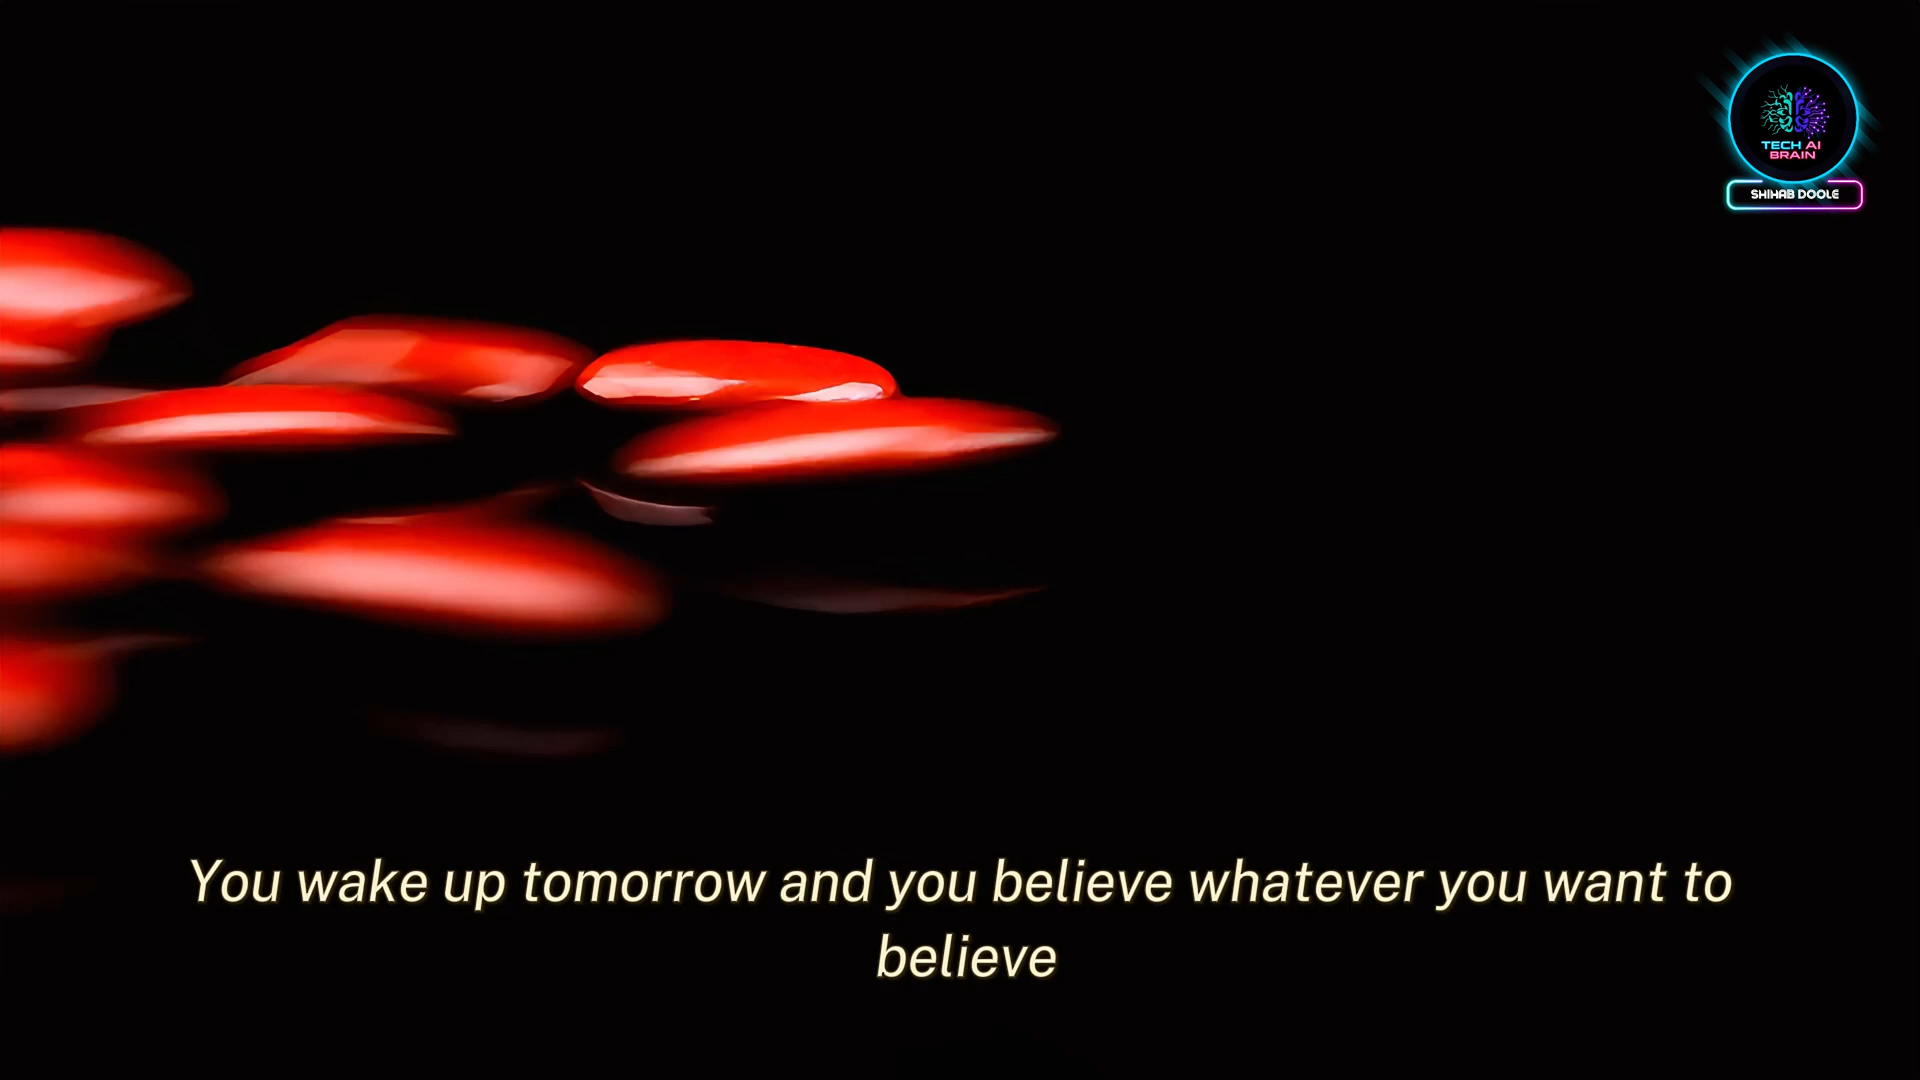 TECH AI
BRAIN
SHIHAB DOOLE
You wake up tomorrow and you believe whatever you want to
believe